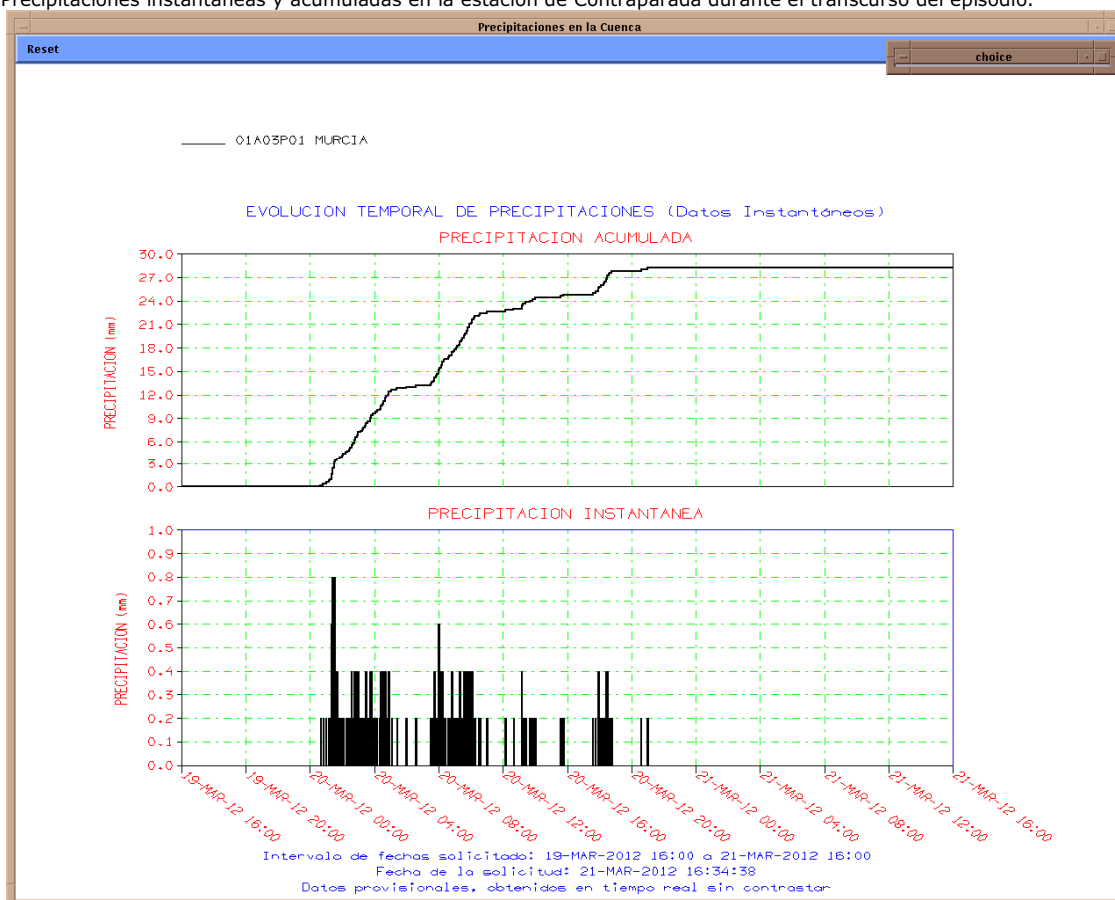 Precipitaciones instantáneas y acumuladas en la estación de Contraparada durante el transcurso del episodio.
Precipitaciones en la Cuenca
Reset
choice
01A03P01 MURCIA
EVOLUCION TEMPORAL DE PRECIPITACIONES (Datos Instantáneos)
PRECIPITACION ACUMULADA
PRECIPITACION (mm)
30.0
27.0
24.0
21.0
18.0
15.0
12.0
9.0
6.0
3.0
0.0
PRECIPITACION INSTANTANEA
PRECIPITACION (mm)
1.0
0.9
0.8
0.7
0.6
0.5
0.4
0.3
0.2
0.1
0.0
19-MAR-12 16:00
19-MAR-12 20:00
20-MAR-12 00:00
20-MAR-12 04:00
20-MAR-12 08:00
20-MAR-12 12:00
20-MAR-12 16:00
20-MAR-12 20:00
21-MAR-12 00:00
21-MAR-12 04:00
21-MAR-12 08:00
21-MAR-12 12:00
21-MAR-12 16:00
Intervalo de fechas solicitado: 19-MAR-2012 16:00 a 21-MAR-2012 16:00
Fecha de la solicitud: 21-MAR-2012 16:34:38
Datos provisionales, obtenidos en tiempo real sin contrastar